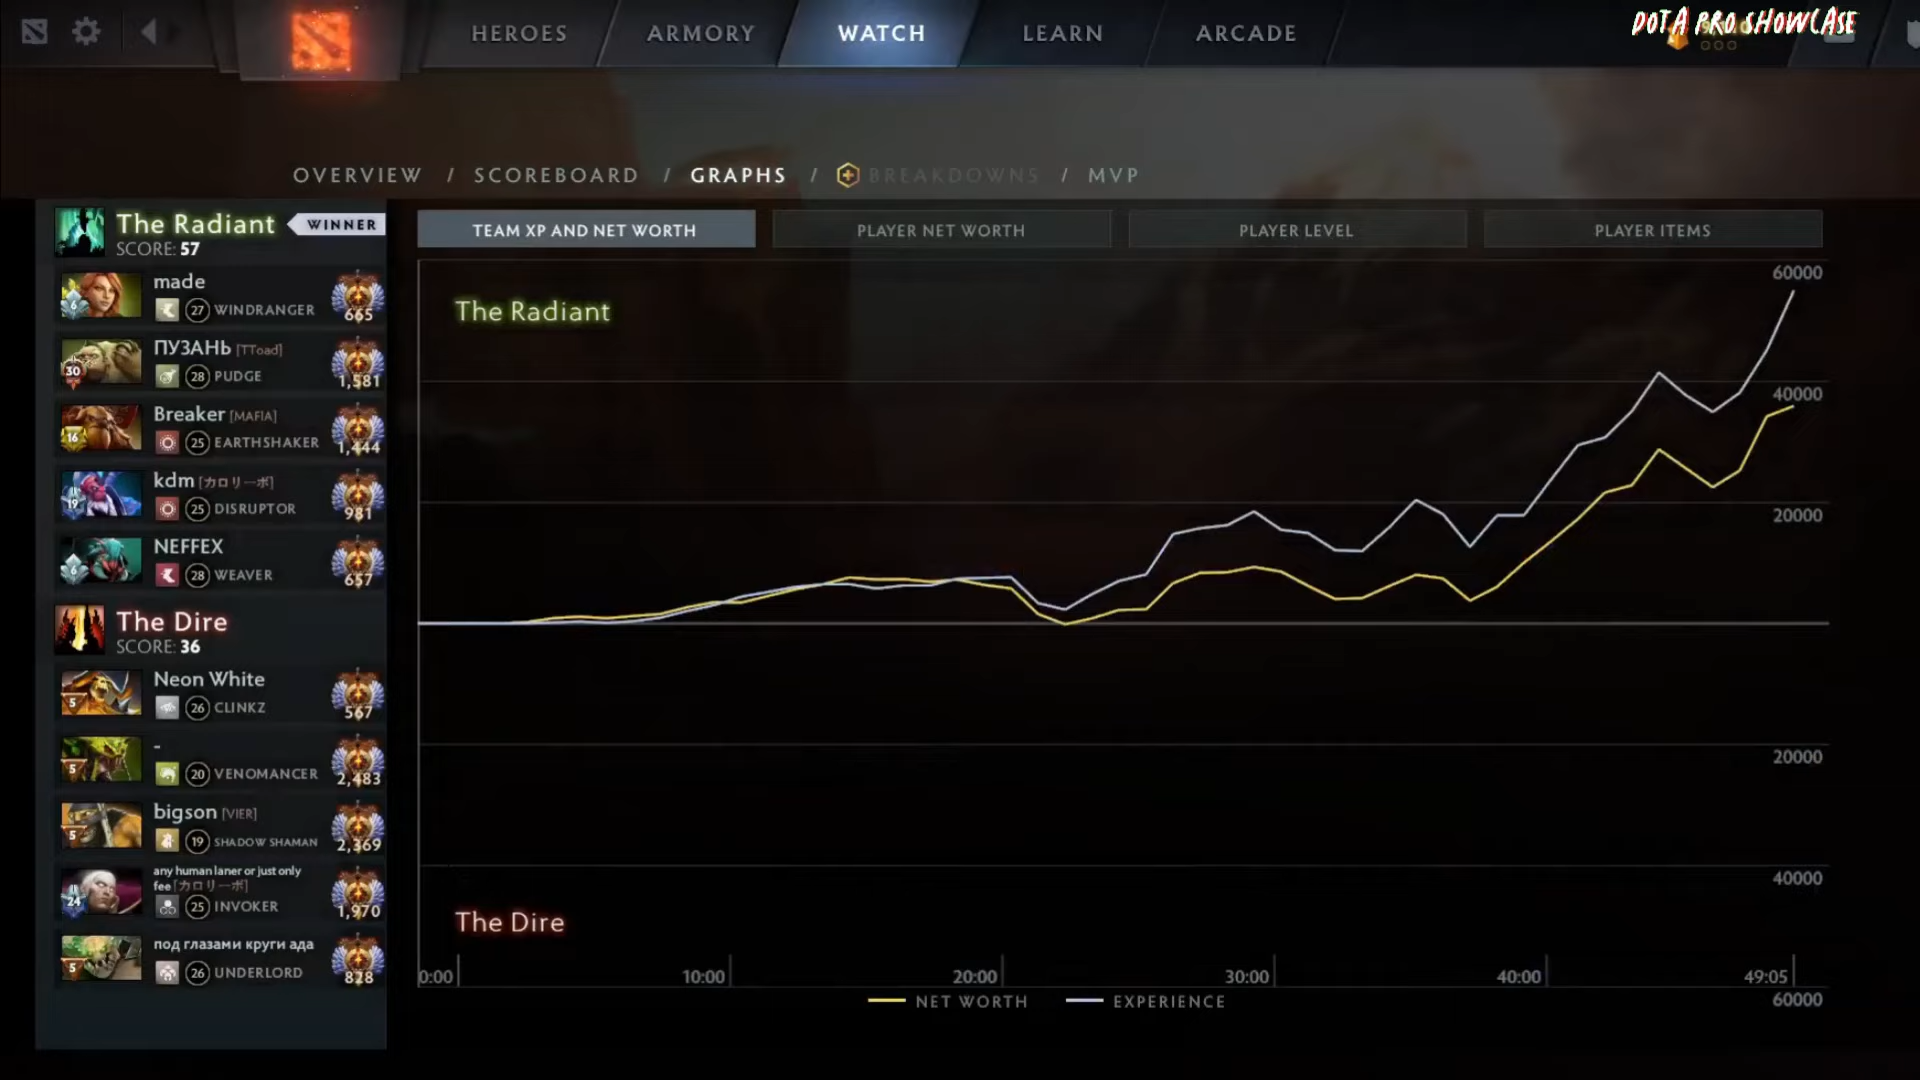 HEROES
ARMORY
WATCH
LEARN
ARCADE
DOTA PRO SHOWCASE
OVERVIEW / SCOREBOARD / GRAPHS / BREAKDOWNS / MVP
The Radiant WINNER
SCORE: 57
made
6 27 WINDRANGER 665
ПУЗАНЬ [TToad]
30 28 PUDGE 1,581
Breaker [MAFIA]
16 25 EARTHSHAKER 1,444
kdm [カロリーボ]
19 25 DISRUPTOR 981
NEFFEX
6 28 WEAVER 657
The Dire
SCORE: 36
Neon White
5 26 CLINKZ 567
-
5 20 VENOMANCER 2,483
bigson [VIER]
5 19 SHADOW SHAMAN 2,369
any human laner or just only
fee [カロリーボ]
24 25 INVOKER 1,970
под глазами круги ада
5 26 UNDERLORD 828
TEAM XP AND NET WORTH
PLAYER NET WORTH
PLAYER LEVEL
PLAYER ITEMS
The Radiant
60000
40000
20000
20000
40000
The Dire
0:00 10:00 20:00 30:00 40:00 49:05
60000
NET WORTH EXPERIENCE